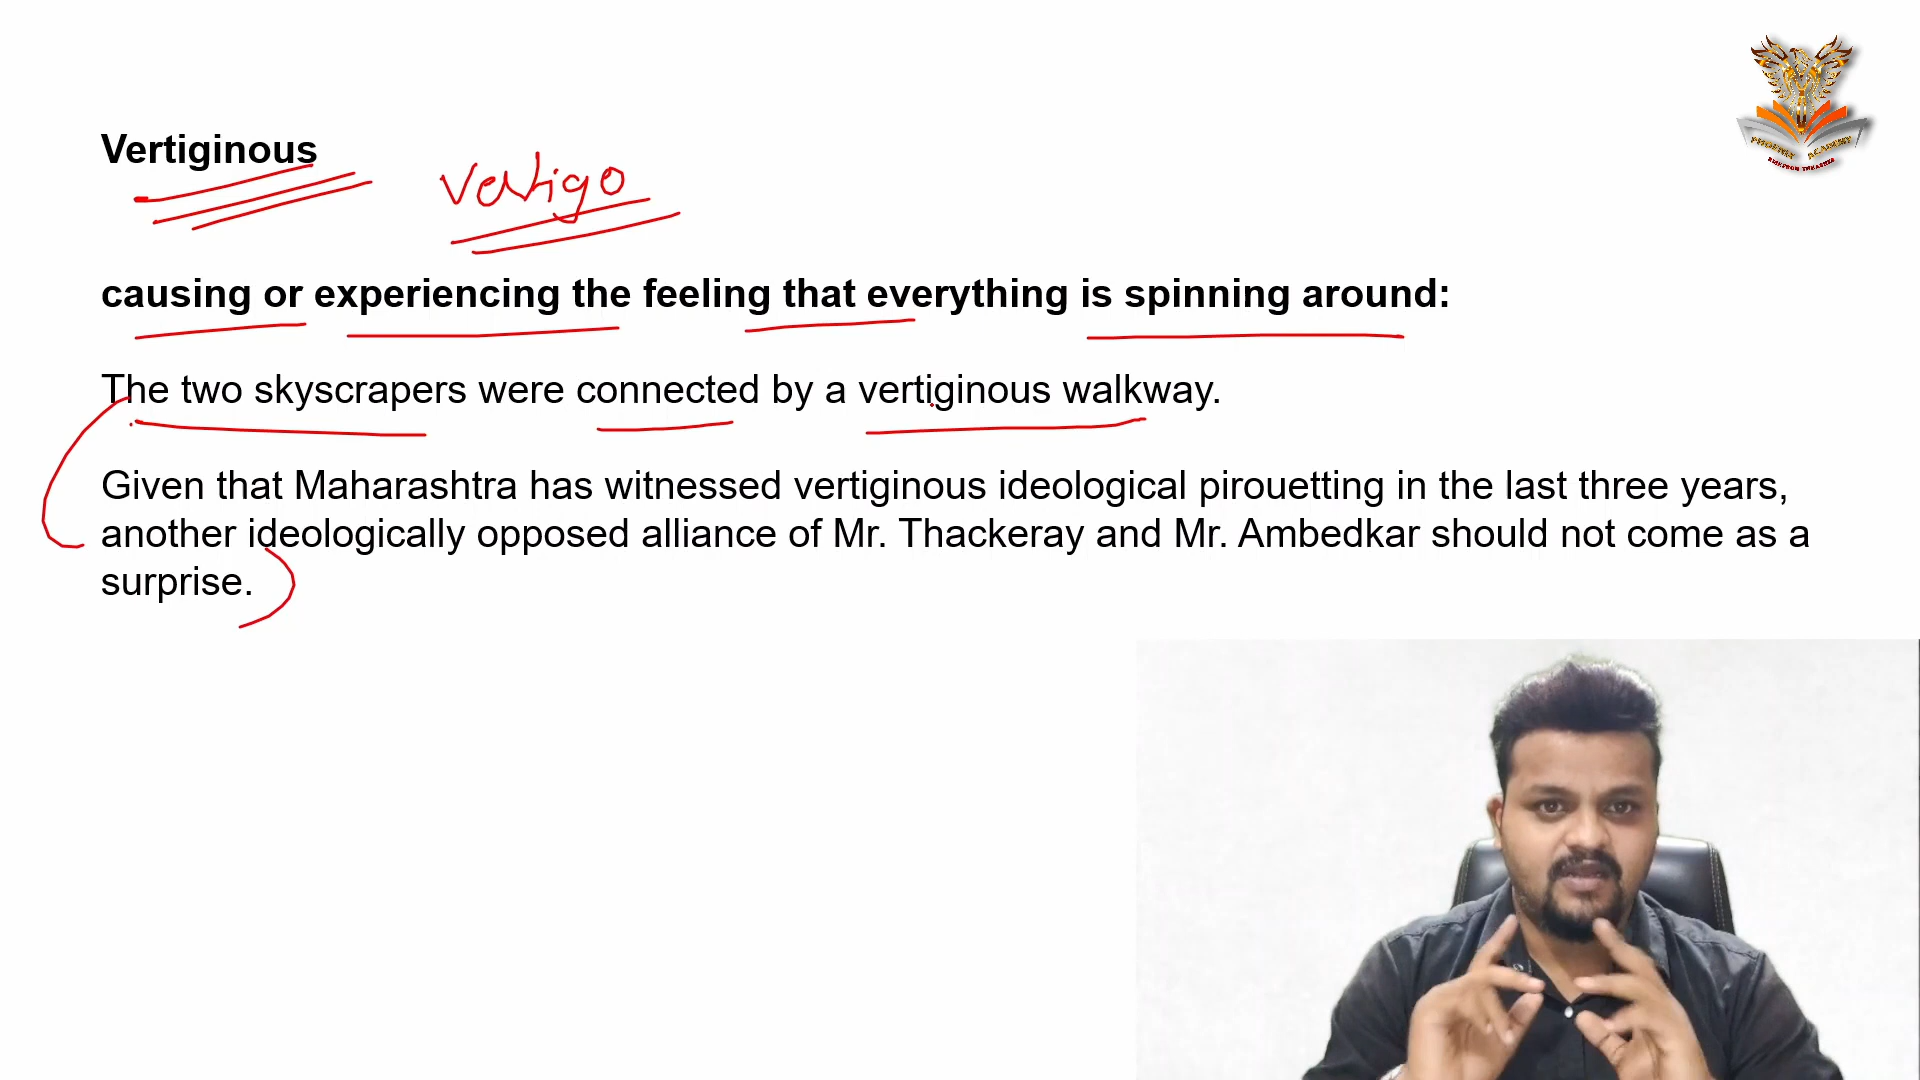 PHOENIX ACADEMY
Vertiginous
Vertigo
causing or experiencing the feeling that everything is spinning around:
The two skyscrapers were connected by a vertiginous walkway.
Given that Maharashtra has witnessed vertiginous ideological pirouetting in the last three years,
another ideologically opposed alliance of Mr. Thackeray and Mr. Ambedkar should not come as a
surprise.